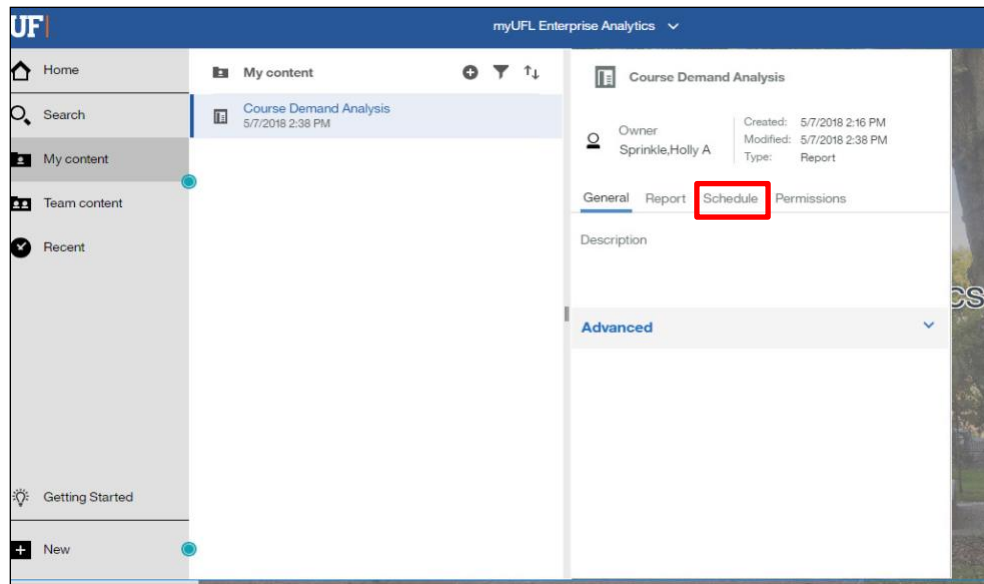 UF
myUFL Enterprise Analytics
Home
Search
My content
Team content
Recent
Getting Started
New
My content
Course Demand Analysis
5/7/2018 2:38 PM
Course Demand Analysis
Owner
Sprinkle,Holly A
Created: 5/7/2018 2:16 PM
Modified: 5/7/2018 2:38 PM
Type: Report
General Report Schedule Permissions
Description
Advanced
cs